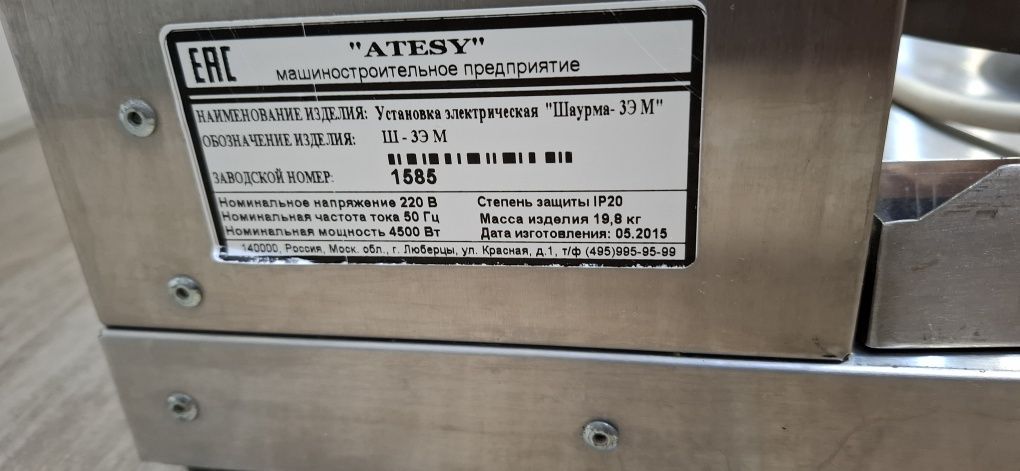 EAC
"ATESY"
машиностроительное предприятие
НАИМЕНОВАНИЕ ИЗДЕЛИЯ: Установка электрическая "Шаурма- 3Э М"
ОБОЗНАЧЕНИЕ ИЗДЕЛИЯ: Ш - 3Э М
ЗАВОДСКОЙ НОМЕР: 1585
Номинальное напряжение 220 В Степень защиты IP20
Номинальная частота тока 50 Гц Масса изделия 19,8 кг
Номинальная мощность 4500 Вт Дата изготовления: 05.2015
140000, Россия, Моск. обл., г. Люберцы, ул. Красная, д.1, т/ф (495)995-95-99